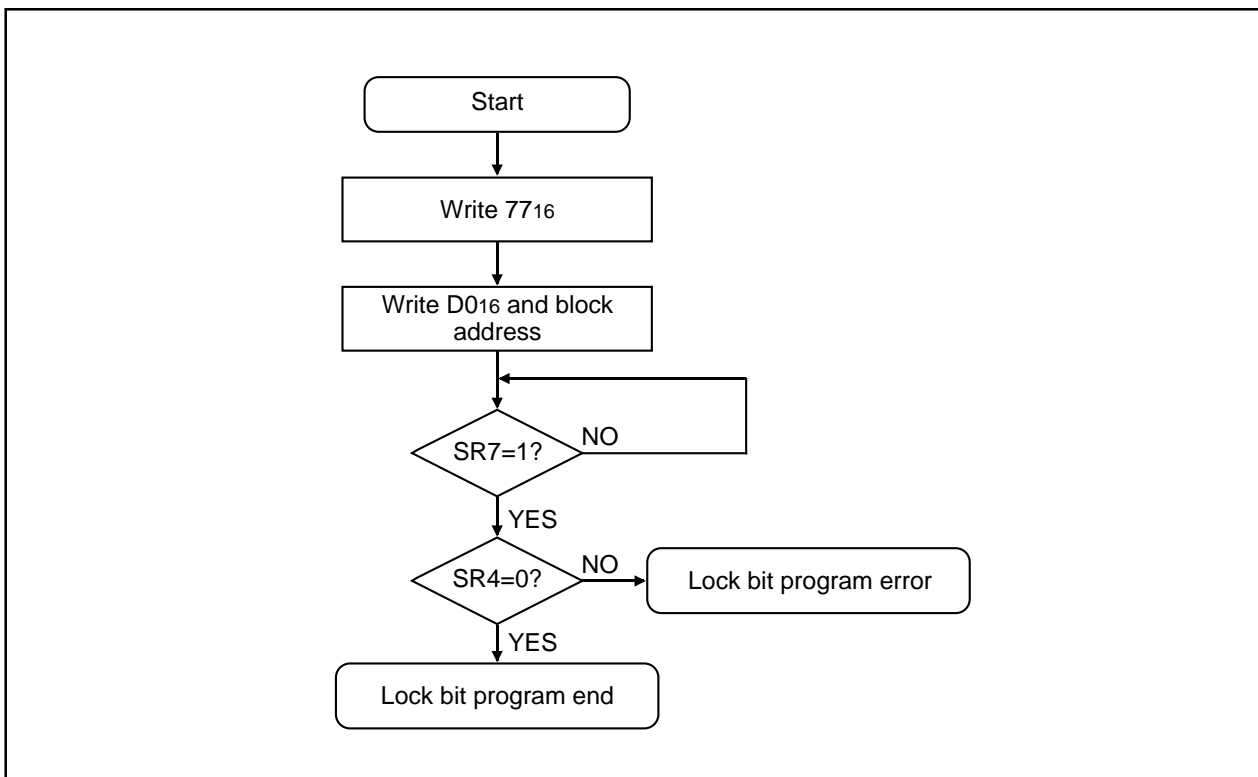 Start
Write 7716
Write D016 and block
address
SR7=1?
NO
YES
SR4=0?
NO
Lock bit program error
YES
Lock bit program end